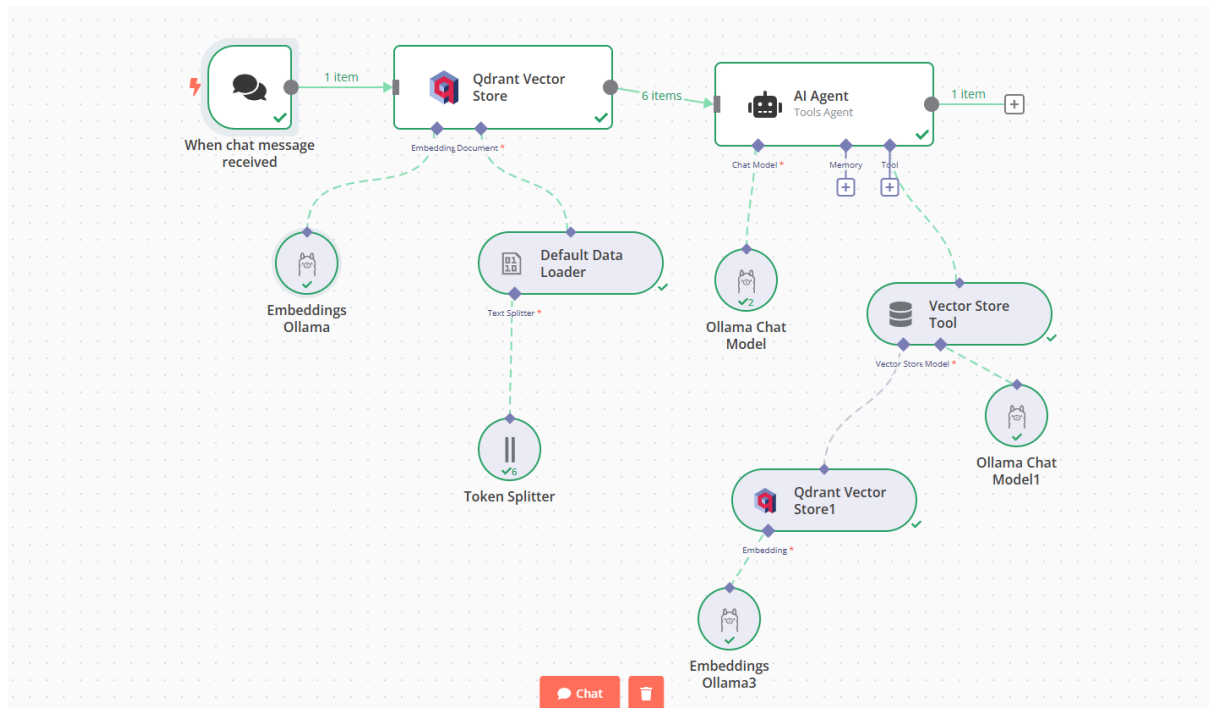 1 item
Qdrant Vector
Store
6 items
AI Agent
Tools Agent
1 item
When chat message
received
Embedding
Document *
Chat Model *
Memory
Tool
Default Data
Loader
Embeddings
Ollama
Text Splitter *
2
Ollama Chat
Model
Vector Store
Tool
Vector Store
Model *
Ollama Chat
Model1
6
Token Splitter
Qdrant Vector
Store1
Embedding *
Embeddings
Ollama3
Chat